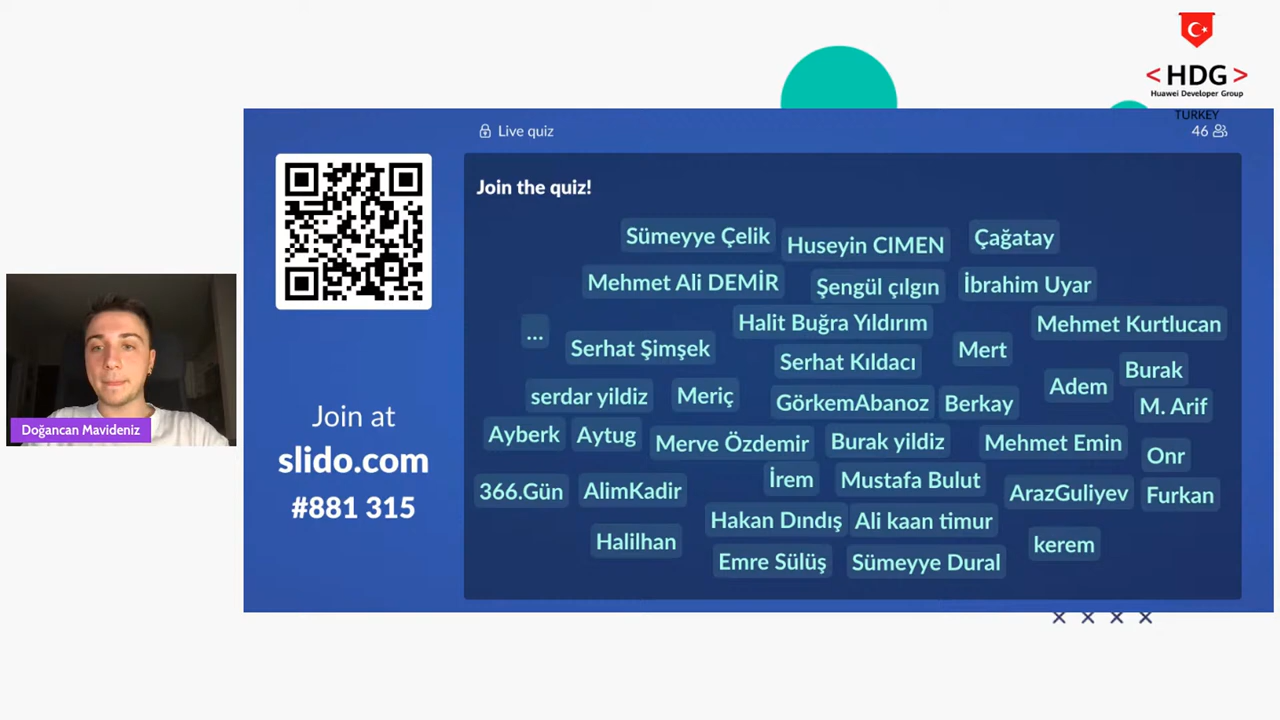 <HDG>
Huawei Developer Group
TURKEY
Live quiz
46
Join the quiz!
Sümeyye Çelik
Huseyin CIMEN
Çağatay
Mehmet Ali DEMİR
Şengül çılgın
İbrahim Uyar
Halit Buğra Yıldırım
Mehmet Kurtlucan
...
Serhat Şimşek
Serhat Kıldacı
Mert
Burak
serdar yildiz
Meriç
GörkemAbanoz
Berkay
Adem
M. Arif
Ayberk
Aytug
Merve Özdemir
Burak yildiz
Mehmet Emin
Onr
366.Gün
AlimKadir
İrem
Mustafa Bulut
ArazGuliyev
Furkan
Hakan Dındış
Ali kaan timur
Halilhan
kerem
Emre Sülüş
Sümeyye Dural
Join at
slido.com
#881 315
Doğancan Mavideniz